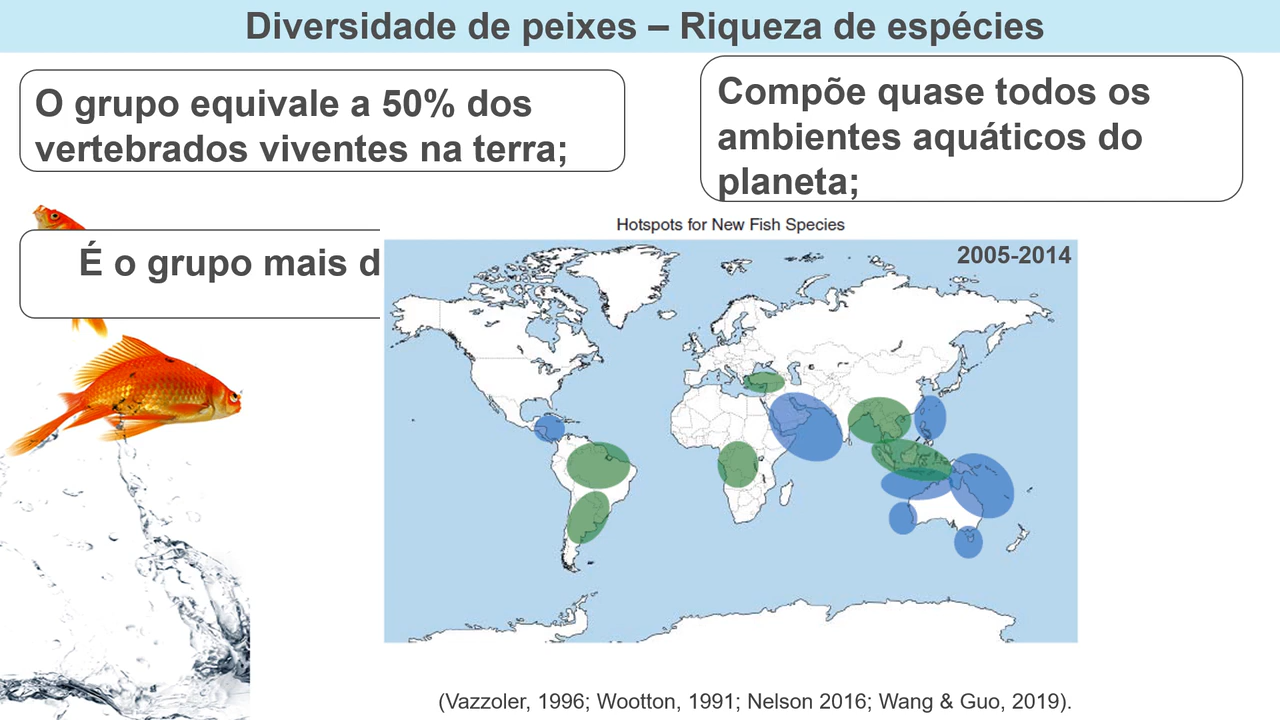 Diversidade de peixes – Riqueza de espécies
O grupo equivale a 50% dos
vertebrados viventes na terra;
Compõe quase todos os
ambientes aquáticos do
planeta;
É o grupo mais d
Hotspots for New Fish Species
2005-2014
(Vazzoler, 1996; Wootton, 1991; Nelson 2016; Wang & Guo, 2019).